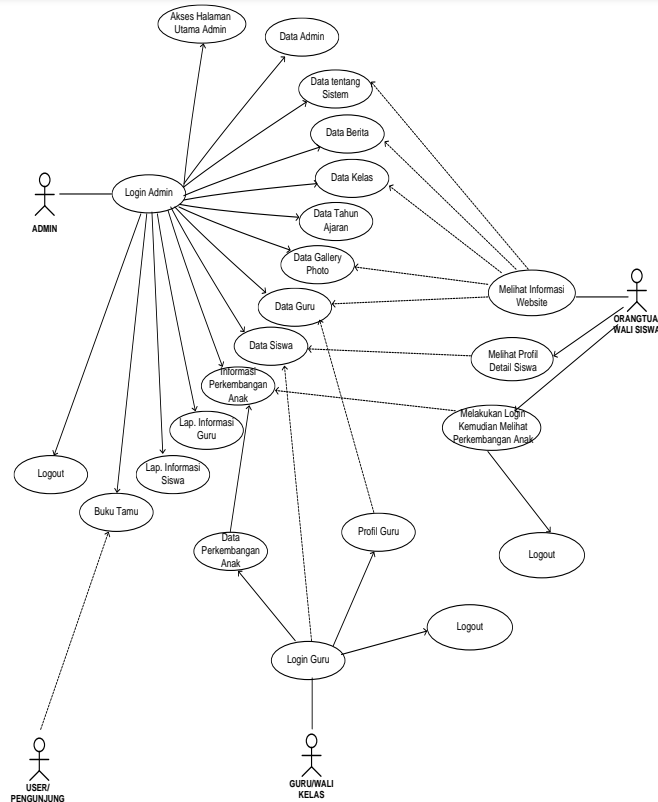 Akses Halaman
Utama Admin
Data Admin
Data tentang
Sistem
Data Berita
Data Kelas
Login Admin
ADMIN
Data Tahun
Ajaran
Data Gallery
Photo
Data Guru
Melihat Informasi
Website
ORANGTUA
WALI SISWA
Data Siswa
Melihat Profil
Detail Siswa
Informasi
Perkembangan
Anak
Melakukan Login
Kemudian Melihat
Perkembangan Anak
Lap. Informasi
Guru
Lap. Informasi
Siswa
Logout
Buku Tamu
Data
Perkembangan
Anak
Profil Guru
Logout
Logout
Login Guru
USER/
PENGUNJUNG
GURU/WALI
KELAS